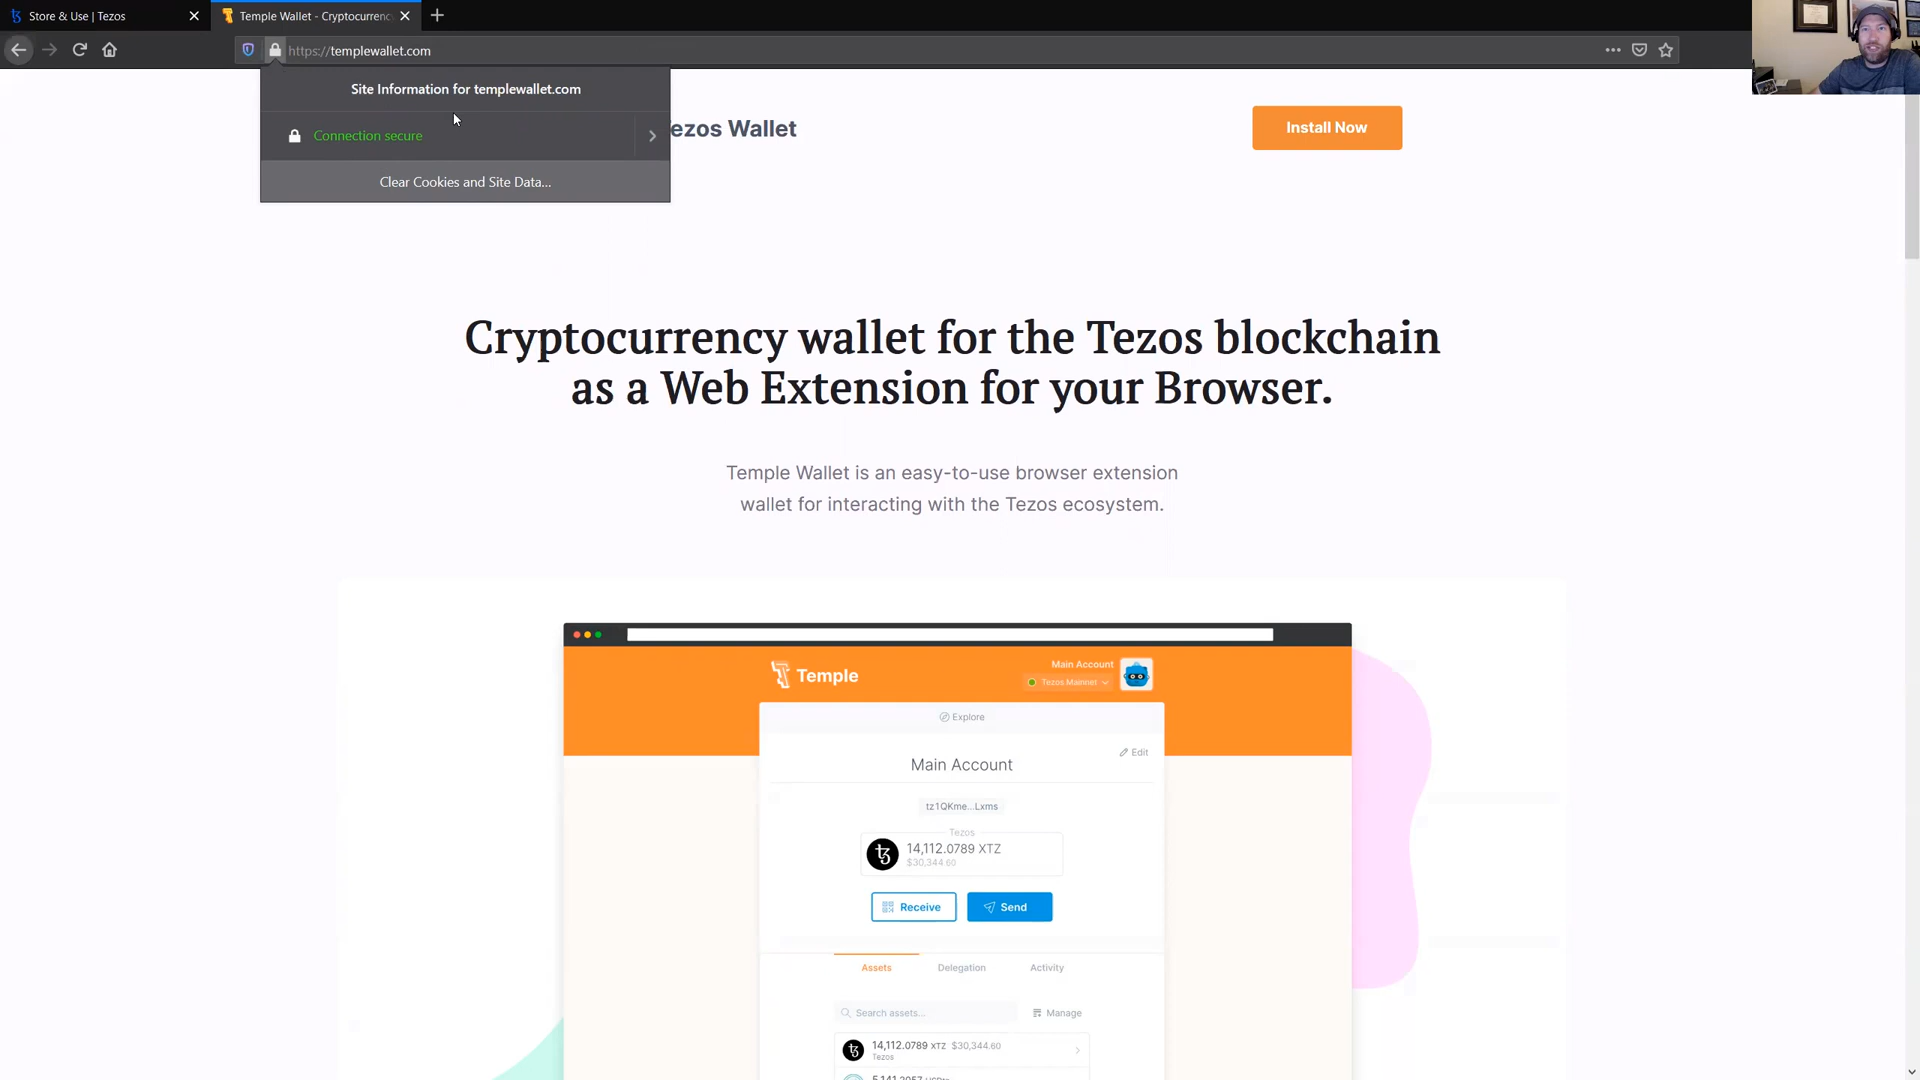 Store & Use | Tezos
Temple Wallet - Cryptocurrenc
https://templewallet.com
Site Information for templewallet.com
Connection secure
Clear Cookies and Site Data...
ezos Wallet
Install Now
Cryptocurrency wallet for the Tezos blockchain
as a Web Extension for your Browser.
Temple Wallet is an easy-to-use browser extension
wallet for interacting with the Tezos ecosystem.
Temple
Main Account
Tezos Mainnet
Explore
Edit
Main Account
tz1QKme...Lxms
Tezos
14,112.0789 XTZ
$30,344.60
Receive
Send
Assets
Delegation
Activity
Search assets...
Manage
14,112.0789 XTZ $30,344.60
Tezos